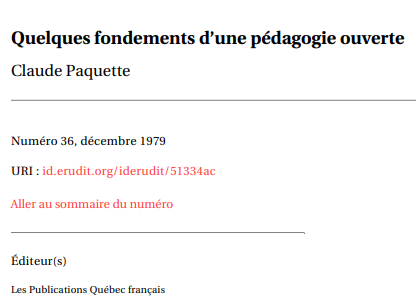 Quelques fondements d’une pédagogie ouverte
Claude Paquette
Numéro 36, décembre 1979
URI : id.erudit.org/iderudit/51334ac
Aller au sommaire du numéro
Éditeur(s)
Les Publications Québec français